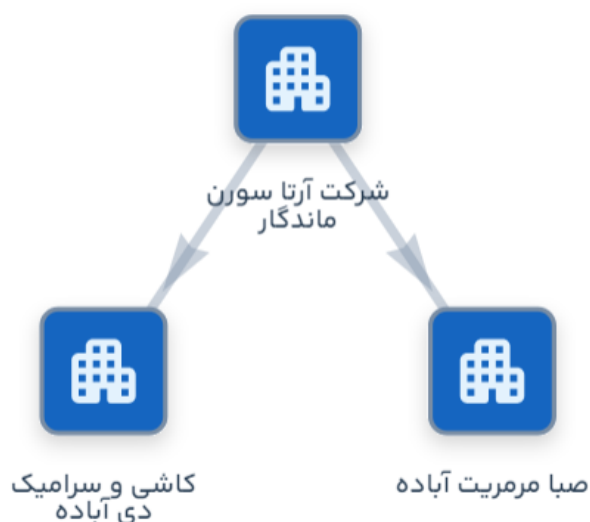 شرکت آرتا سورن
ماندگار
صبا مرمریت آباده
کاشی و سرامیک
دی آباده